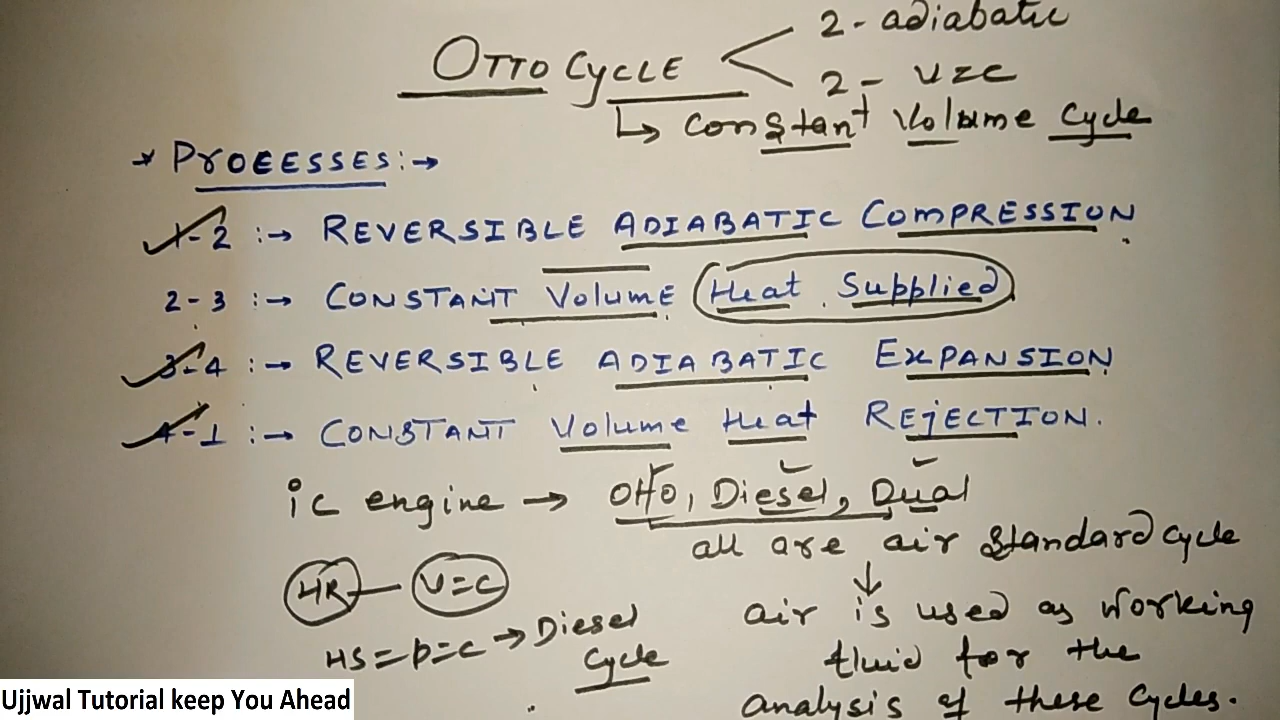 OTTO CYCLE < 2 - adiabatic
2 - v=c
↳ Constant Volume Cycle
* PROEESSES :→
1-2 :→ REVERSIBLE ADIABATIC COMPRESSION
2-3 :→ CONSTANT VolumE Heat Supplied
3-4 :→ REVERSIBLE ADIABATIC EXPANSION
4-1 :→ CONSTANT Volume Heat REJECTION.
ic engine → Otto, Diesel, Dual
all are air standard cycle
↓
HR — V=C
air is used as working
HS = P=C → Diesel
Cycle
fluid for the
analysis of these Cycles.
Ujjwal Tutorial keep You Ahead